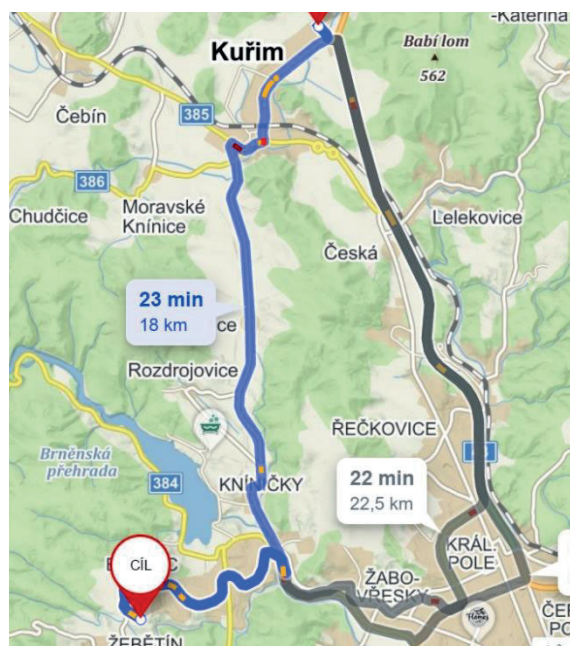 -Kateřina
Babí lom
562
Kuřim
Čebín
385
386
Chudčice
Moravské
Knínice
Lelekovice
Česká
23 min
18 km
Rozdrojovice
Brněnská
přehrada
384
KNÍNIČKY
ŘEČKOVICE
22 min
22,5 km
KRÁL.
POLE
ŽABO-
VŘESKY
CÍL
ŽEBĚTÍN